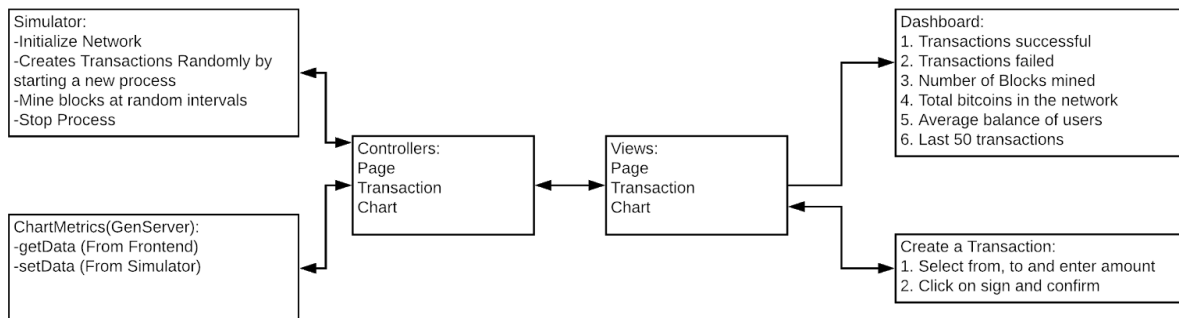 Simulator:
-Initialize Network
-Creates Transactions Randomly by
starting a new process
-Mine blocks at random intervals
-Stop Process
ChartMetrics(GenServer):
-getData (From Frontend)
-setData (From Simulator)
Controllers:
Page
Transaction
Chart
Views:
Page
Transaction
Chart
Dashboard:
1. Transactions successful
2. Transactions failed
3. Number of Blocks mined
4. Total bitcoins in the network
5. Average balance of users
6. Last 50 transactions
Create a Transaction:
1. Select from, to and enter amount
2. Click on sign and confirm